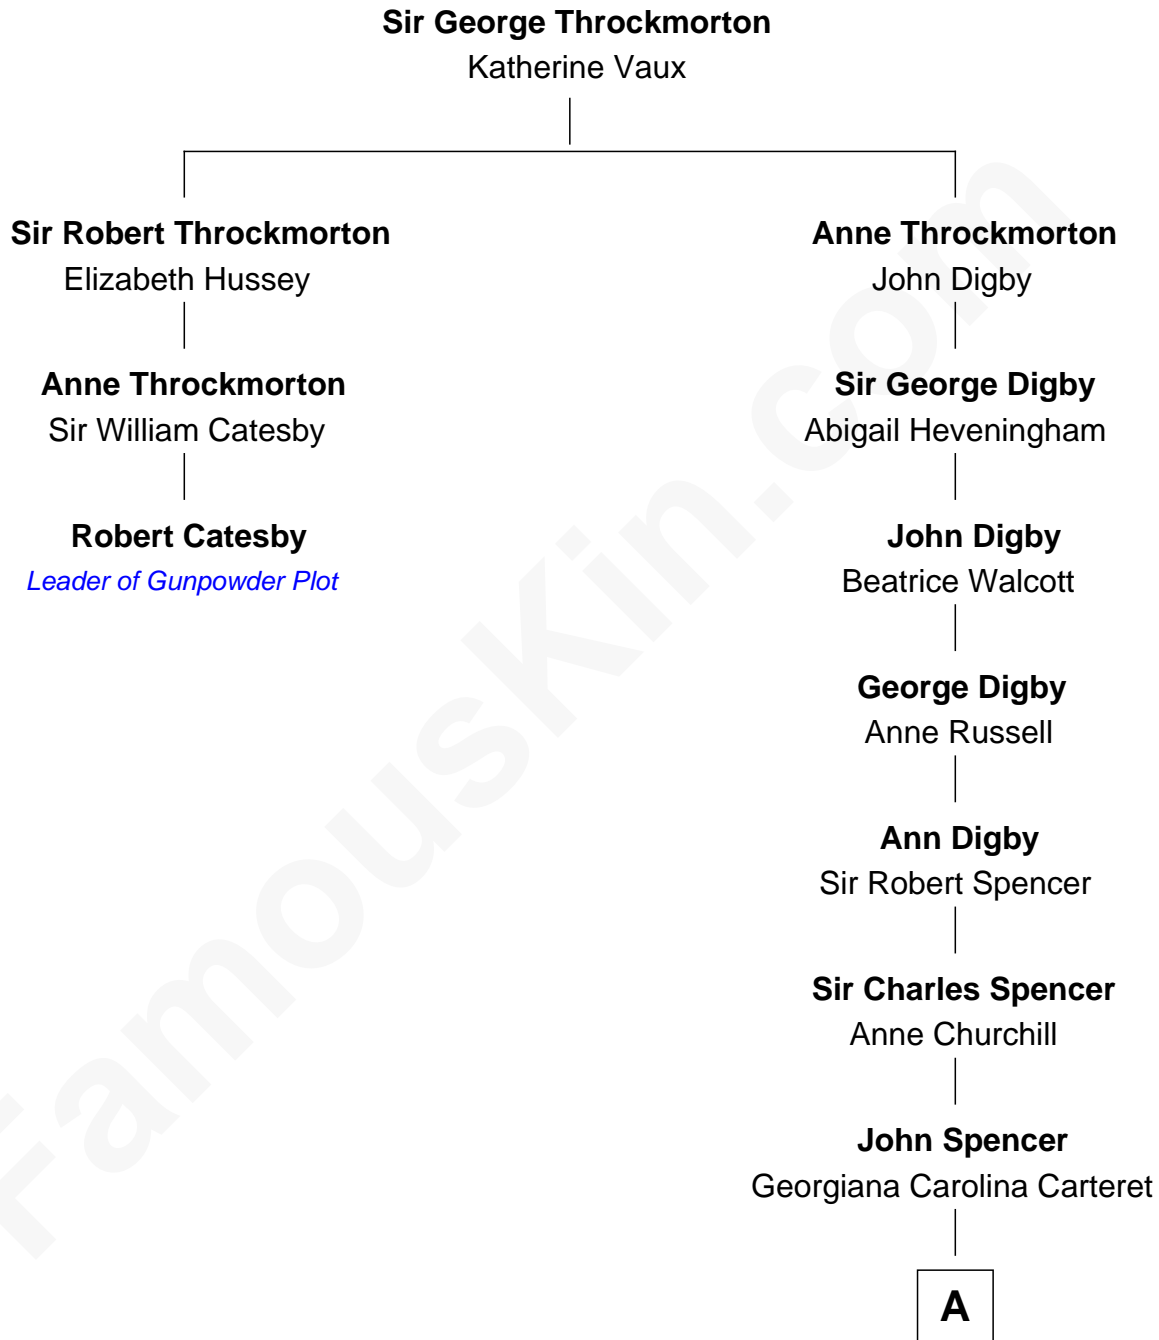 Sir George Throckmorton
Katherine Vaux
Sir Robert Throckmorton
Elizabeth Hussey
Anne Throckmorton
Sir William Catesby
Robert Catesby
Leader of Gunpowder Plot
Anne Throckmorton
John Digby
Sir George Digby
Abigail Heveningham
John Digby
Beatrice Walcott
George Digby
Anne Russell
Ann Digby
Sir Robert Spencer
Sir Charles Spencer
Anne Churchill
John Spencer
Georgiana Carolina Carteret
A
FamousKin.com